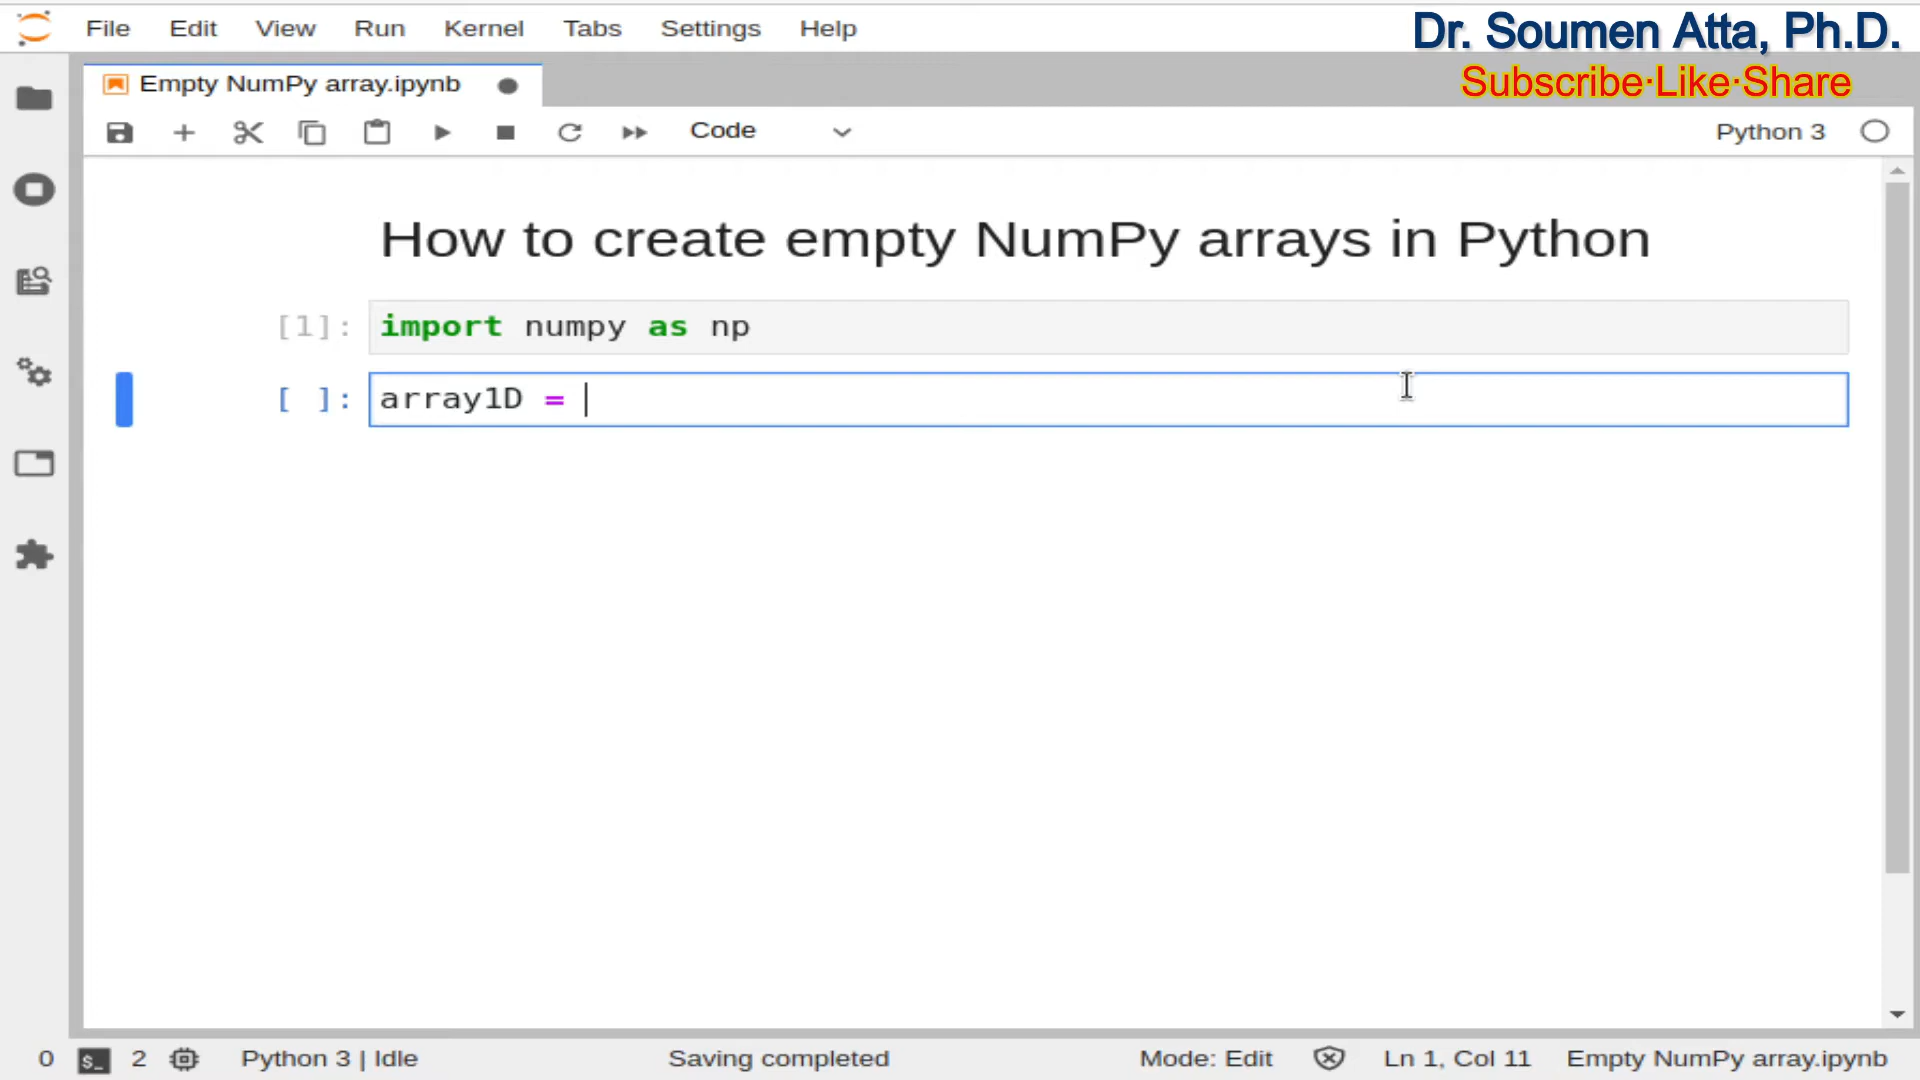 File Edit View Run Kernel Tabs Settings Help
Dr. Soumen Atta, Ph.D.
Subscribe·Like·Share
Empty NumPy array.ipynb
Code
Python 3
How to create empty NumPy arrays in Python
[1]: import numpy as np
[ ]: array1D =
0 $_ 2 Python 3 | Idle Saving completed Mode: Edit Ln 1, Col 11 Empty NumPy array.ipynb